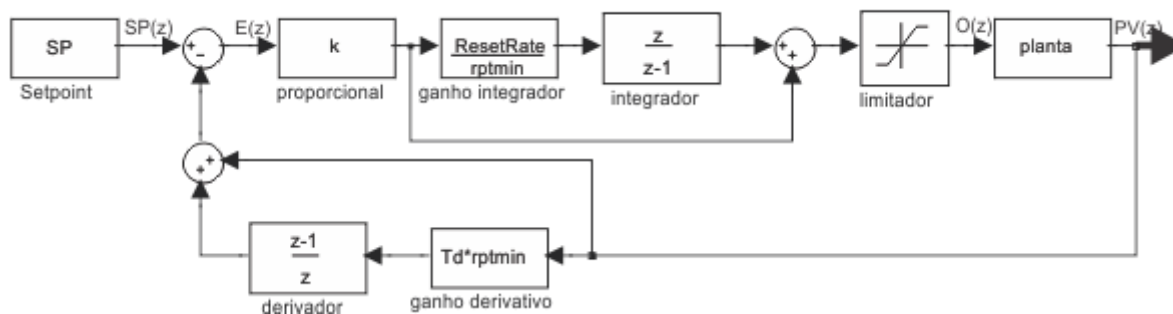 SP
Setpoint
SP(z)
+
−
E(z)
k
proporcional
ResetRate
rptmin
ganho integrador
z
z-1
integrador
+
+
limitador
O(z)
planta
PV(z)
+
+
z-1
z
derivador
Td*rptmin
ganho derivativo